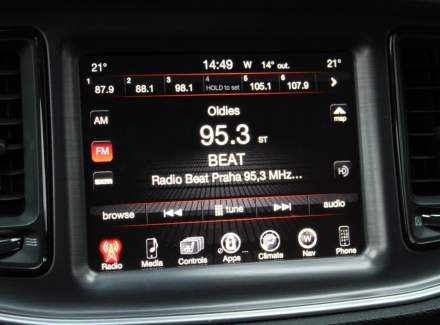 21° 14:49 W 14° out. 21°
1 2 3 4 5 6
87.9 88.1 98.1 HOLD to set 105.1 107.9
Oldies
AM map
95.3 ST
FM
BEAT
Radio Beat Praha 95,3 MHz...
browse tune audio
Radio Media Controls Apps Climate Nav Phone